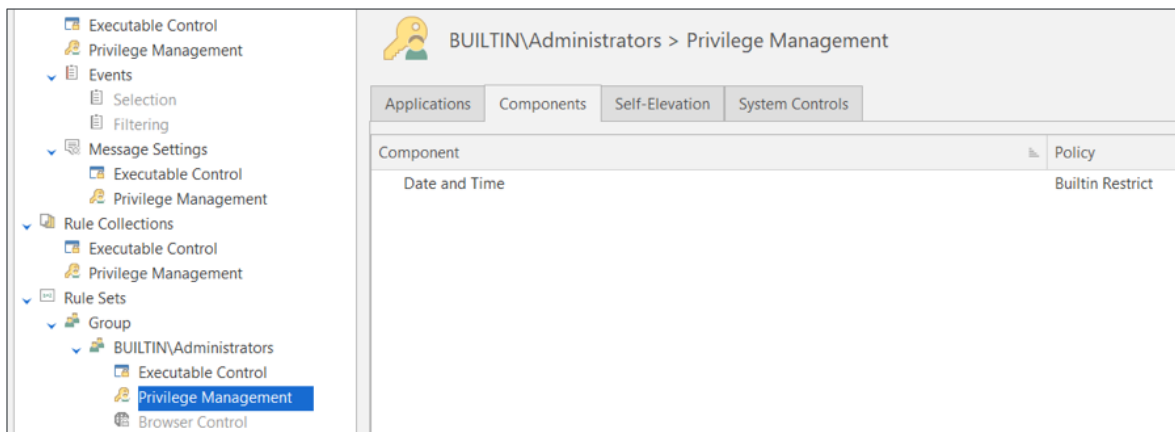 Executable Control
Privilege Management
Events
Selection
Filtering
Message Settings
Executable Control
Privilege Management
Rule Collections
Executable Control
Privilege Management
Rule Sets
Group
BUILTIN\Administrators
Executable Control
Privilege Management
Browser Control
BUILTIN\Administrators > Privilege Management
Applications Components Self-Elevation System Controls
Component Policy
Date and Time Builtin Restrict